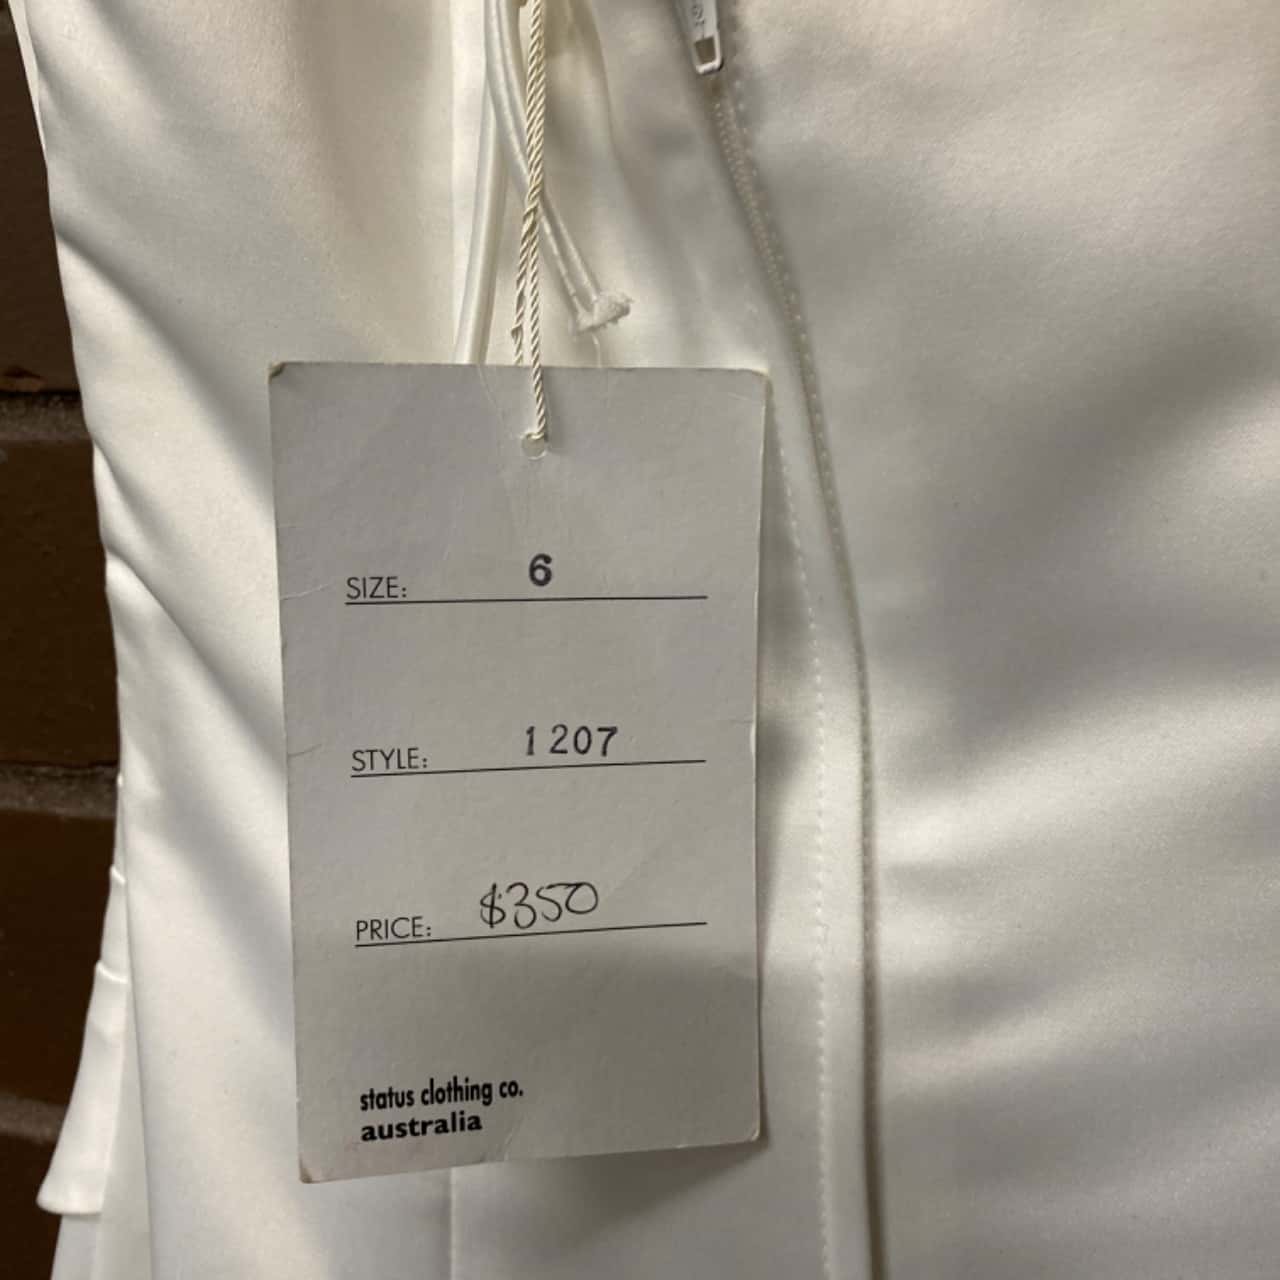 SIZE: 6
STYLE: 1207
PRICE: $350
status clothing co.
australia